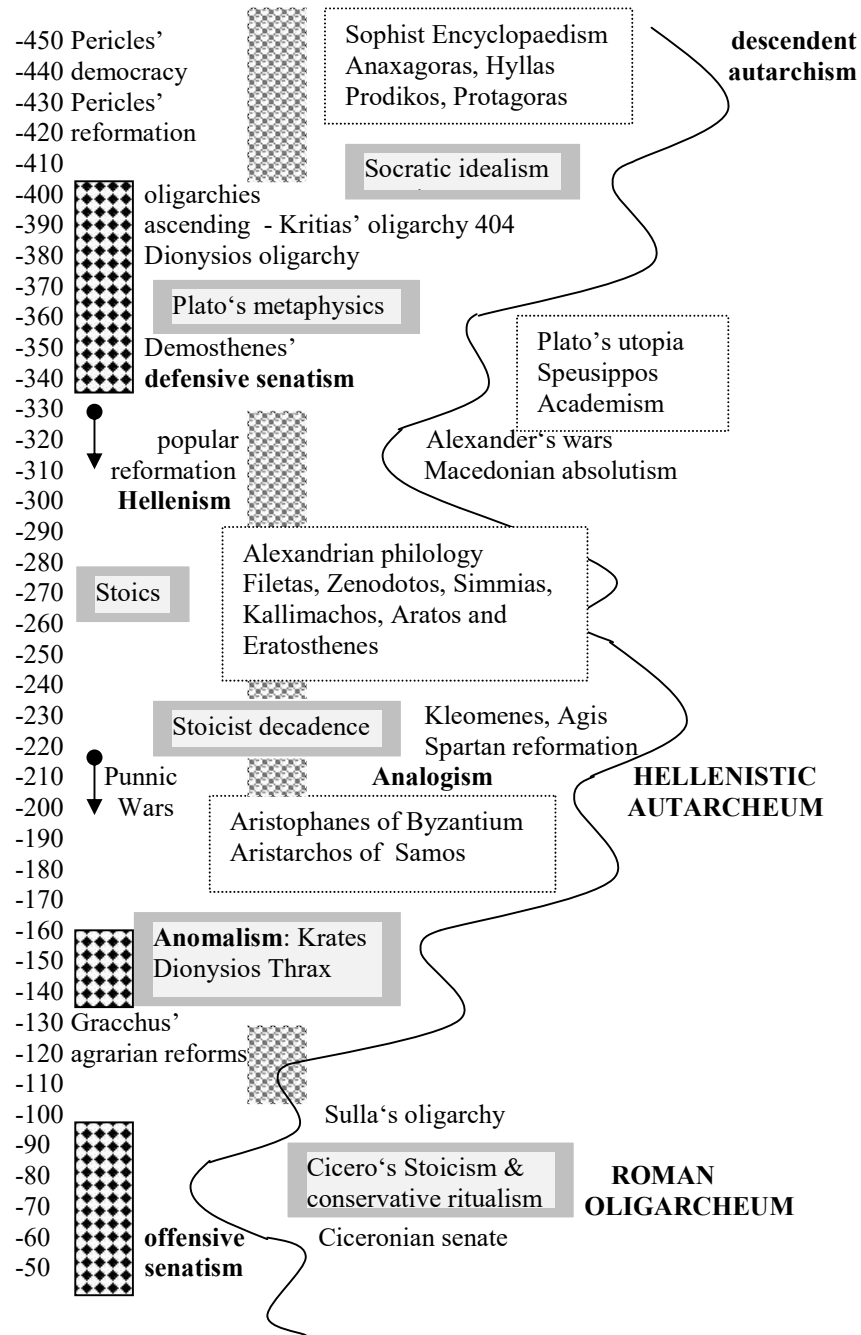 -450 Pericles’ Sophist Encyclopaedism descendent
-440 democracy Anaxagoras, Hyllas autarchism
-430 Pericles’ Prodikos, Protagoras
-420 reformation
-410 Socratic idealism
-400 oligarchies
-390 ascending - Kritias’ oligarchy 404
-380 Dionysios oligarchy
-370
-360 Plato‘s metaphysics
-350 Demosthenes’ Plato’s utopia
-340 defensive senatism Speusippos
-330 Academism
-320 popular Alexander‘s wars
-310 reformation Macedonian absolutism
-300 Hellenism
-290
-280 Alexandrian philology
-270 Stoics Filetas, Zenodotos, Simmias,
-260 Kallimachos, Aratos and
-250 Eratosthenes
-240
-230 Stoicist decadence Kleomenes, Agis
-220 Spartan reformation
-210 Punnic Analogism HELLENISTIC
-200 Wars AUTARCHEUM
-190 Aristophanes of Byzantium
-180 Aristarchos of Samos
-170
-160 Anomalism: Krates
-150 Dionysios Thrax
-140
-130 Gracchus’
-120 agrarian reforms
-110
-100 Sulla‘s oligarchy
-90
-80 Cicero‘s Stoicism & ROMAN
-70 conservative ritualism OLIGARCHEUM
-60 offensive Ciceronian senate
-50 senatism